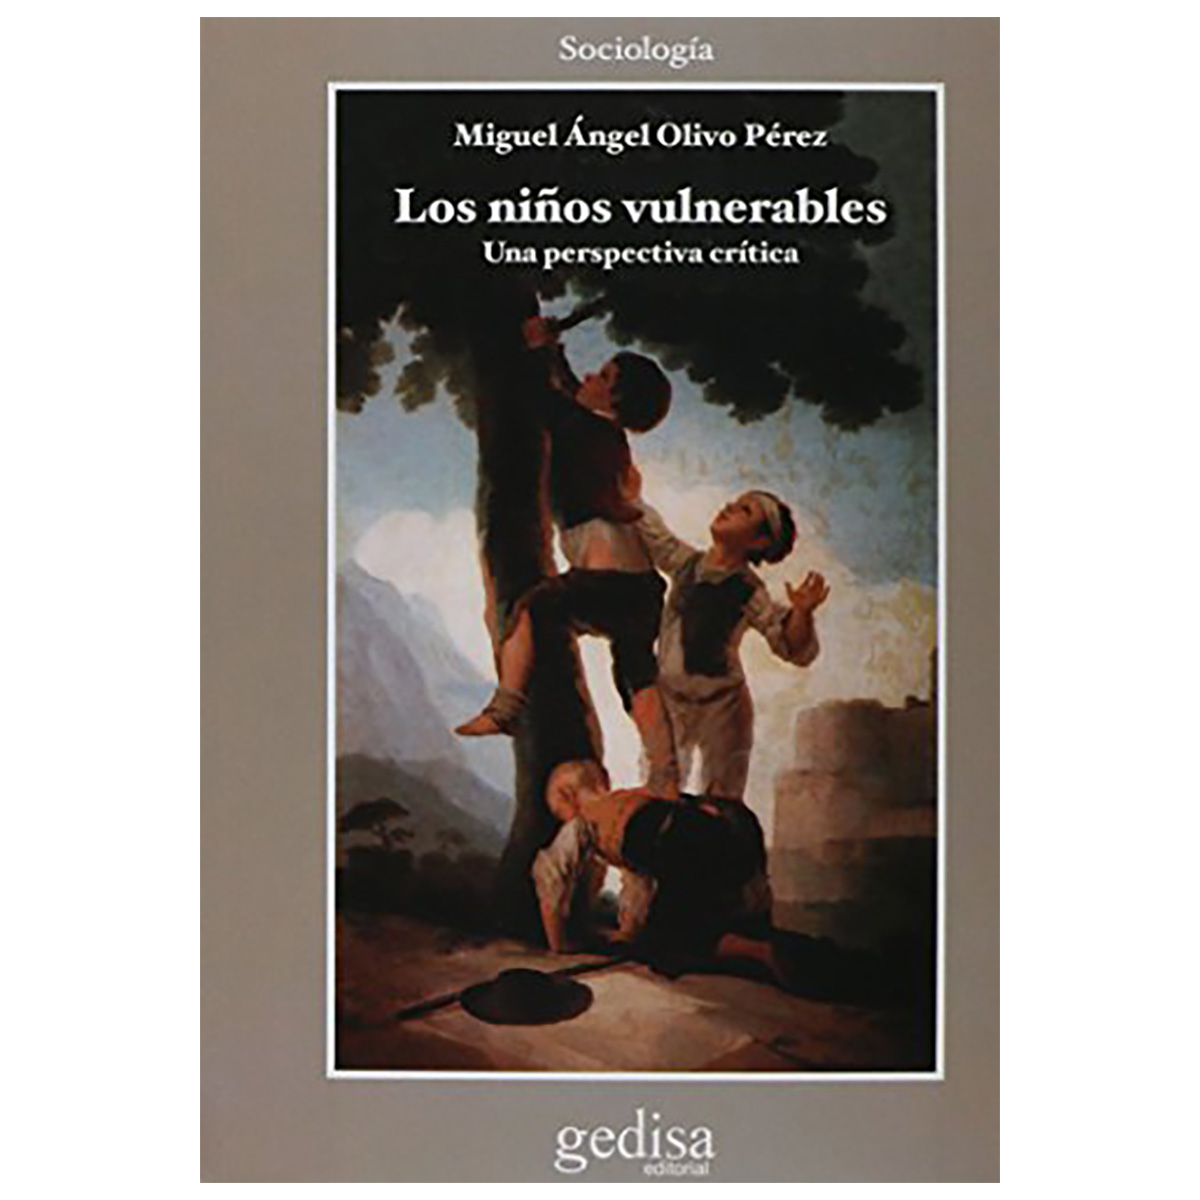 Sociología
Miguel Ángel Olivo Pérez
Los niños vulnerables
Una perspectiva crítica
gedisa
editorial